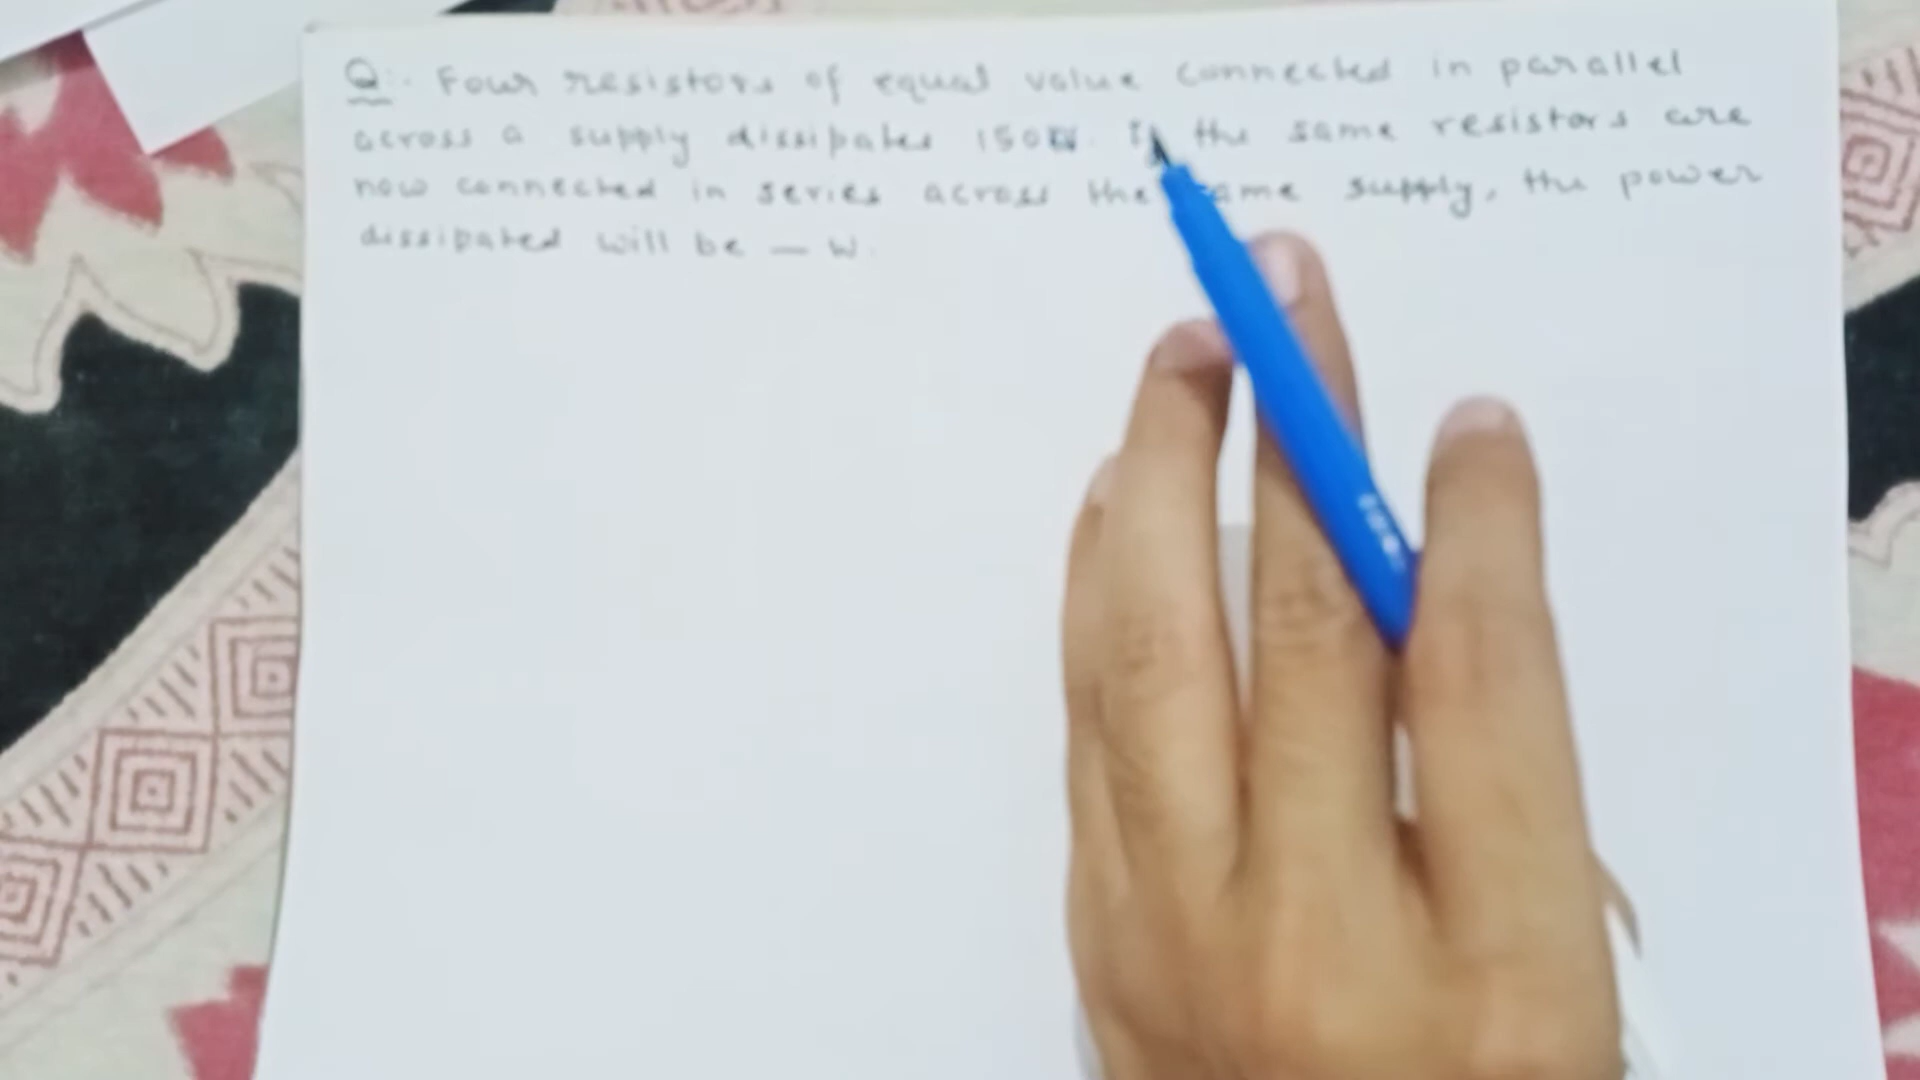 Q:. Four resistors of equal value connected in parallel
across a supply dissipates 150W. If the same resistors are
now connected in series across the same supply, the power
dissipated will be — W.